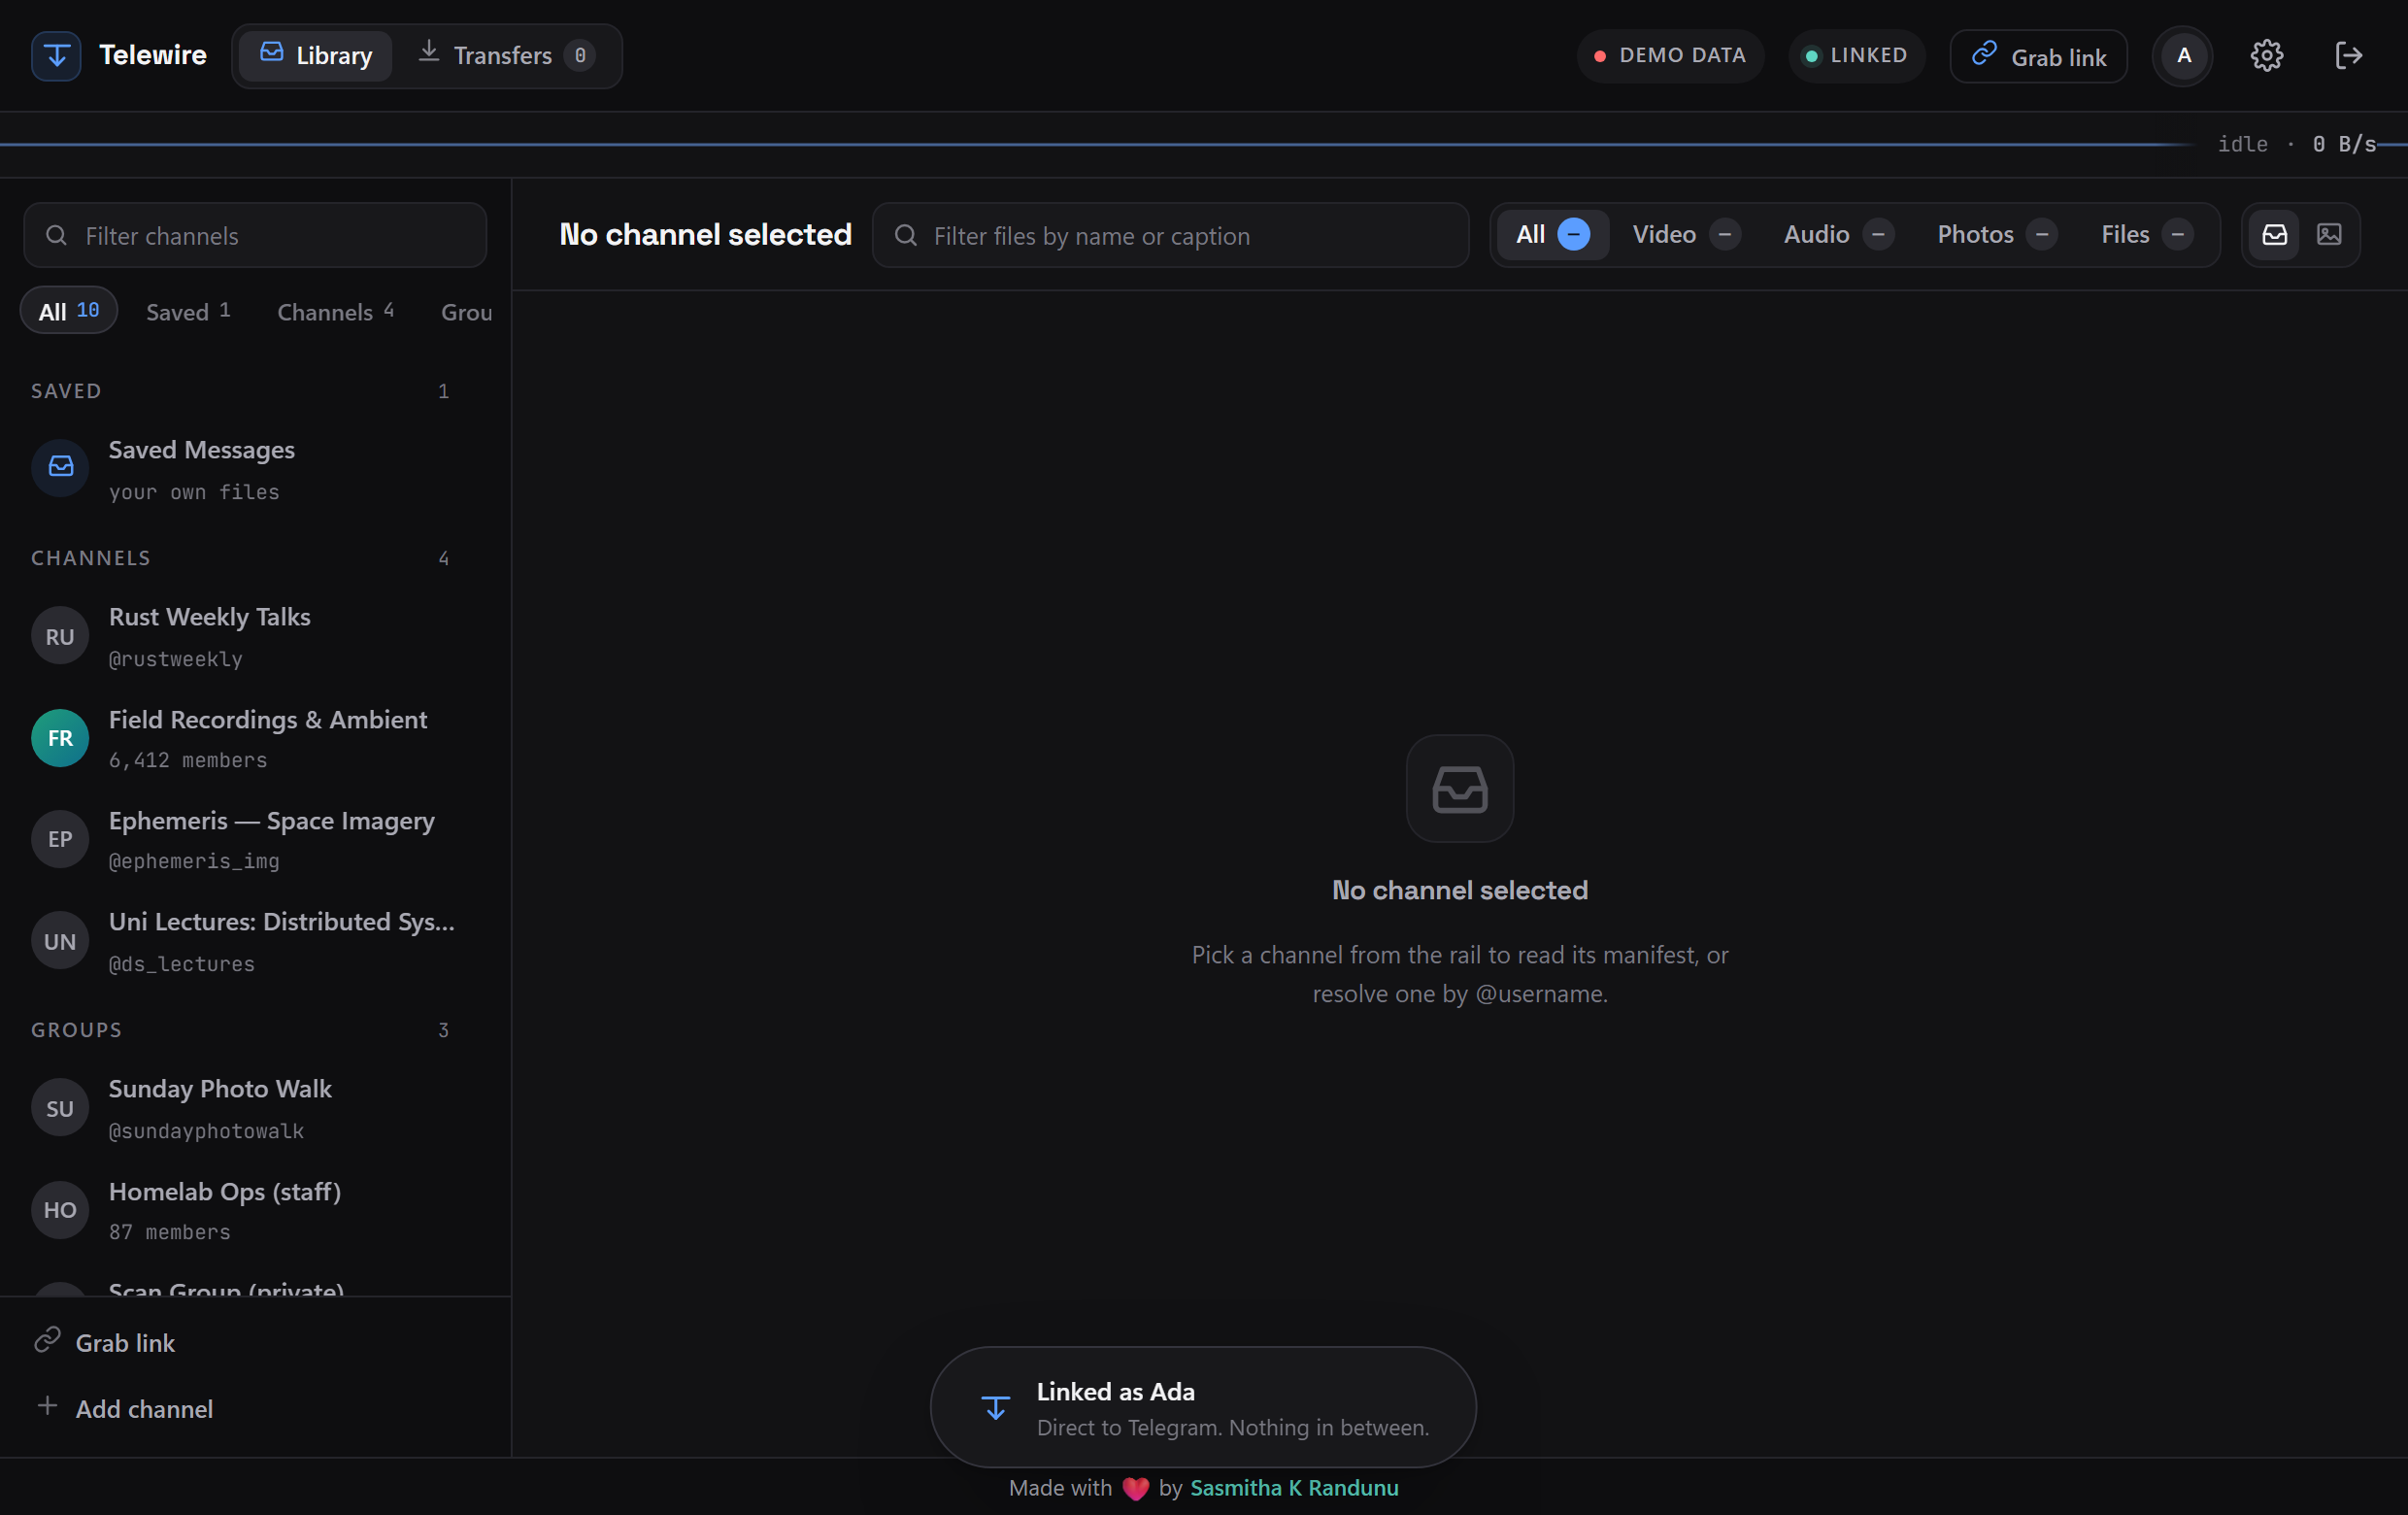 Telewire
Library
Transfers 0
DEMO DATA
LINKED
Grab link
A
idle · 0 B/s
Filter channels
All 10
Saved 1
Channels 4
Grou
SAVED 1
Saved Messages
your own files
CHANNELS 4
RU
Rust Weekly Talks
@rustweekly
FR
Field Recordings & Ambient
6,412 members
EP
Ephemeris — Space Imagery
@ephemeris_img
UN
Uni Lectures: Distributed Sys...
@ds_lectures
GROUPS 3
SU
Sunday Photo Walk
@sundayphotowalk
HO
Homelab Ops (staff)
87 members
Scan Group (private)
Grab link
Add channel
No channel selected
Filter files by name or caption
All –
Video –
Audio –
Photos –
Files –
No channel selected
Pick a channel from the rail to read its manifest, or
resolve one by @username.
Linked as Ada
Direct to Telegram. Nothing in between.
Made with ❤️ by Sasmitha K Randunu